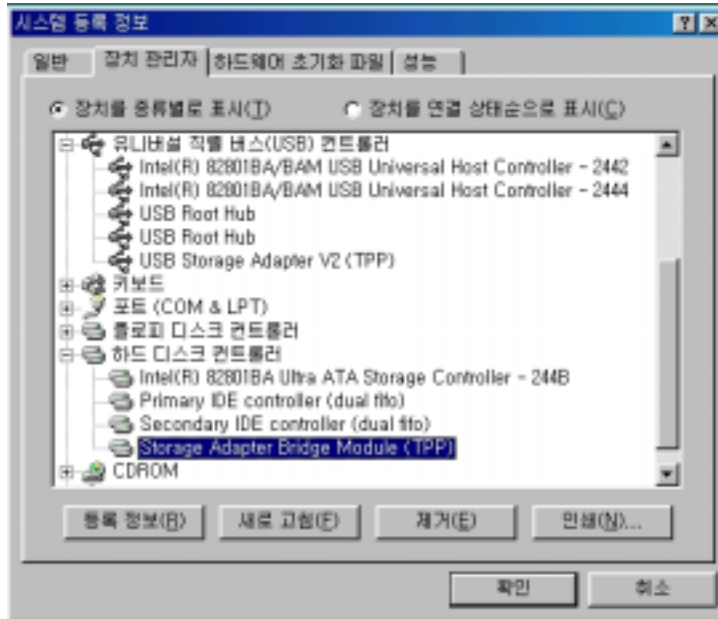 시스템 등록 정보
일반 장치 관리자 하드웨어 초기화 파일 성능
장치를 종류별로 표시(T) 장치를 연결 상태순으로 표시(C)
유니버설 직렬 버스(USB) 컨트롤러
Intel(R) 82801BA/BAM USB Universal Host Controller - 2442
Intel(R) 82801BA/BAM USB Universal Host Controller - 2444
USB Root Hub
USB Root Hub
USB Storage Adapter V2 (TPP)
키보드
포트 (COM & LPT)
플로피 디스크 컨트롤러
하드 디스크 컨트롤러
Intel(R) 82801BA Ultra ATA Storage Controller - 244B
Primary IDE controller (dual fifo)
Secondary IDE controller (dual fifo)
Storage Adapter Bridge Module (TPP)
CDROM
등록 정보(R) 새로 고침(F) 제거(E) 인쇄(N)...
확인 취소